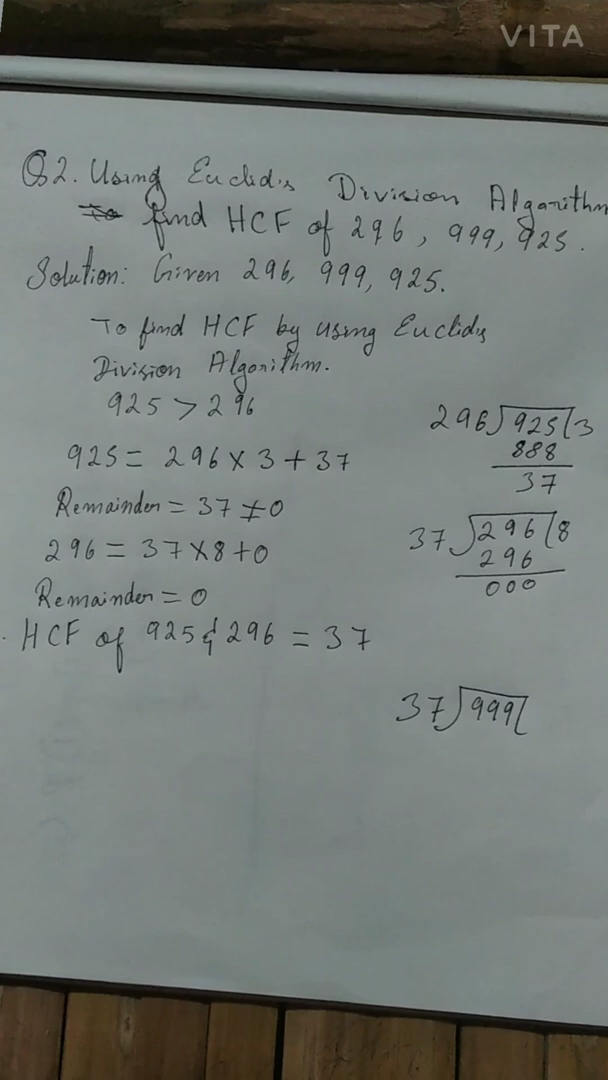 VITA
Q2. Using Euclid's Division Algorithm
to find HCF of 296, 999, 925.
Solution: Given 296, 999, 925.
To find HCF by using Euclid's
Division Algorithm.
925 > 296
925 = 296 × 3 + 37
Remainder = 37 ≠ 0
296 = 37 × 8 + 0
Remainder = 0
HCF of 925 & 296 = 37
296)925(3
888
37
37)296(8
296
000
37)999(